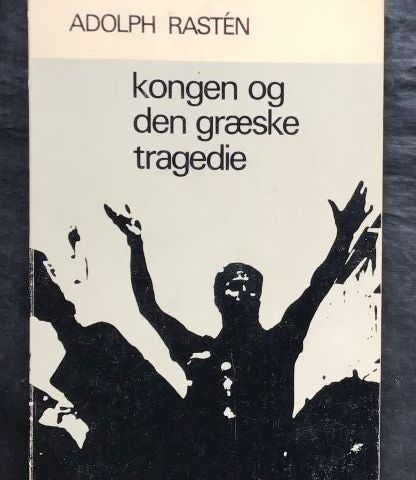 ADOLPH RASTÉN
kongen og
den græske
tragedie